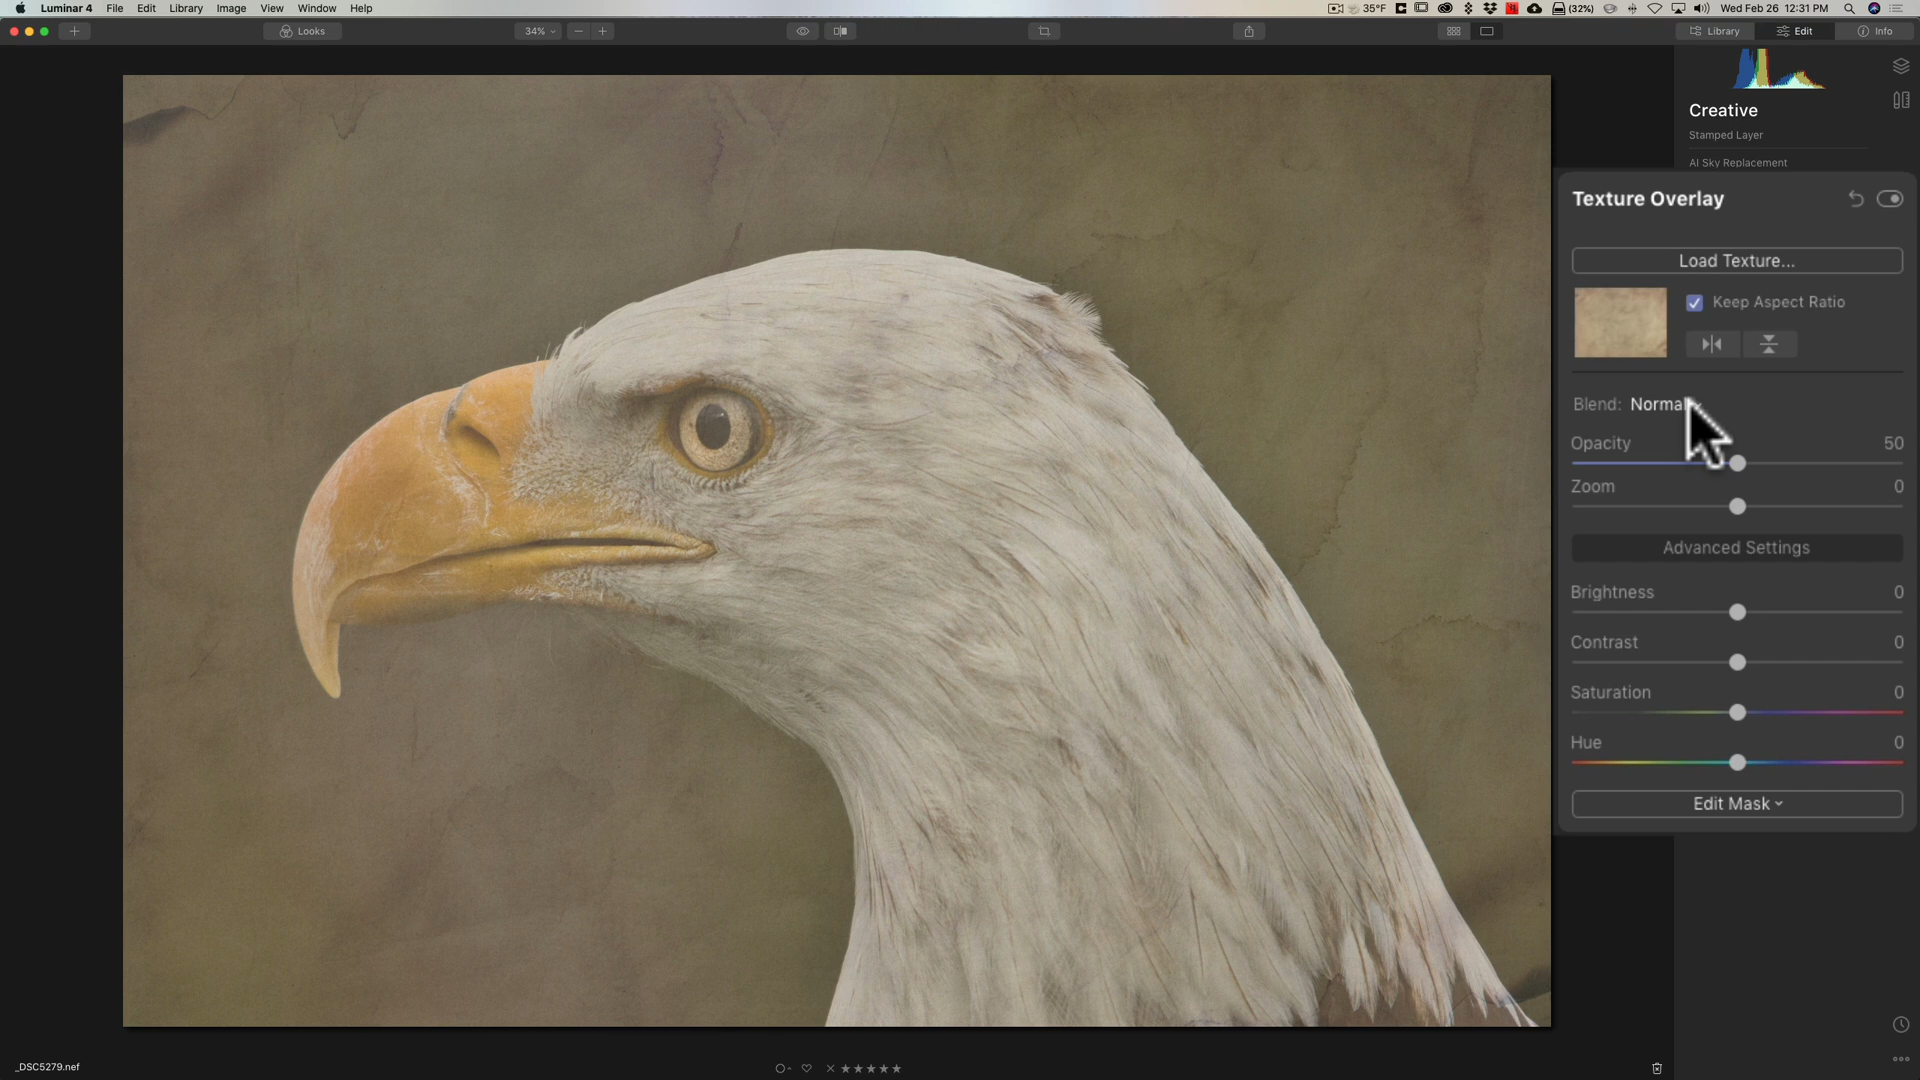 Luminar 4 File Edit Library Image View Window Help
35°F (32%) Wed Feb 26 12:31 PM
Looks 34% Library Edit Info
Creative
Stamped Layer
AI Sky Replacement
Texture Overlay
Load Texture...
Keep Aspect Ratio
Blend: Normal
Opacity 50
Zoom 0
Advanced Settings
Brightness 0
Contrast 0
Saturation 0
Hue 0
Edit Mask
_DSC5279.nef